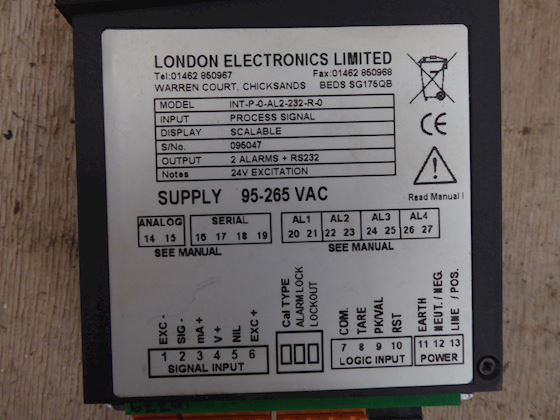 LONDON ELECTRONICS LIMITED
Tel:01462 850967 Fax:01462 850968
WARREN COURT, CHICKSANDS BEDS SG175QB
MODEL INT-P-0-AL2-232-R-0
INPUT PROCESS SIGNAL
DISPLAY SCALABLE
S/No. 095047
OUTPUT 2 ALARMS + RS232
Notes 24V EXCITATION
CE
SUPPLY 95-265 VAC
Read Manual !
ANALOG SERIAL AL1 AL2 AL3 AL4
14 15 16 17 18 19 20 21 22 23 24 25 26 27
SEE MANUAL SEE MANUAL
EXC -
SIG -
mA +
V +
NIL
EXC +
1 2 3 4 5 6
SIGNAL INPUT
Cal TYPE
ALARM LOCK
LOCKOUT
COM.
TARE
PK/VAL
RST
7 8 9 10
LOGIC INPUT
EARTH
NEUT. / NEG.
LINE / POS.
11 12 13
POWER